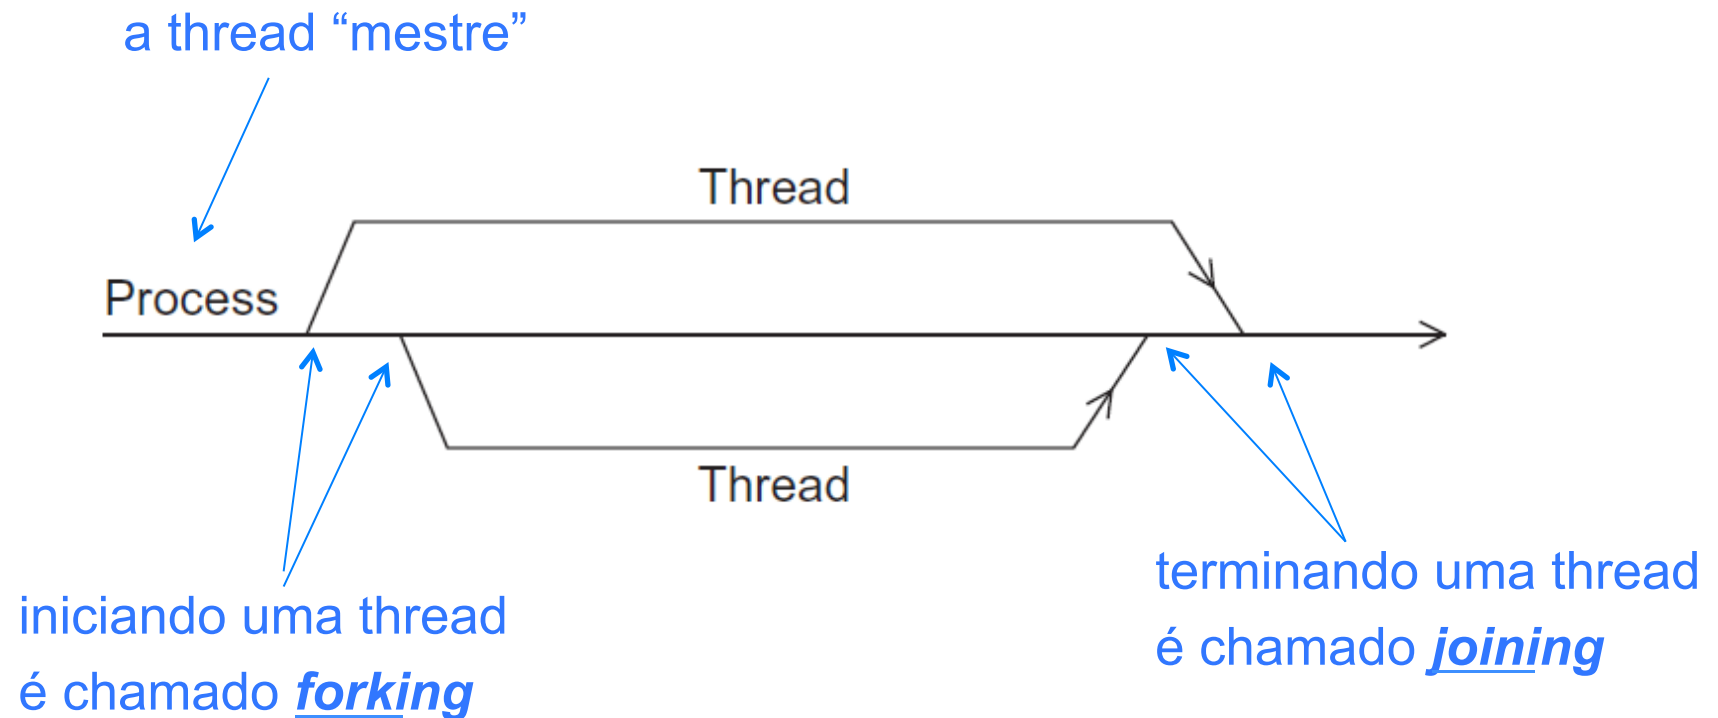 a thread “mestre”
Thread
Process
Thread
iniciando uma thread
é chamado forking
terminando uma thread
é chamado joining